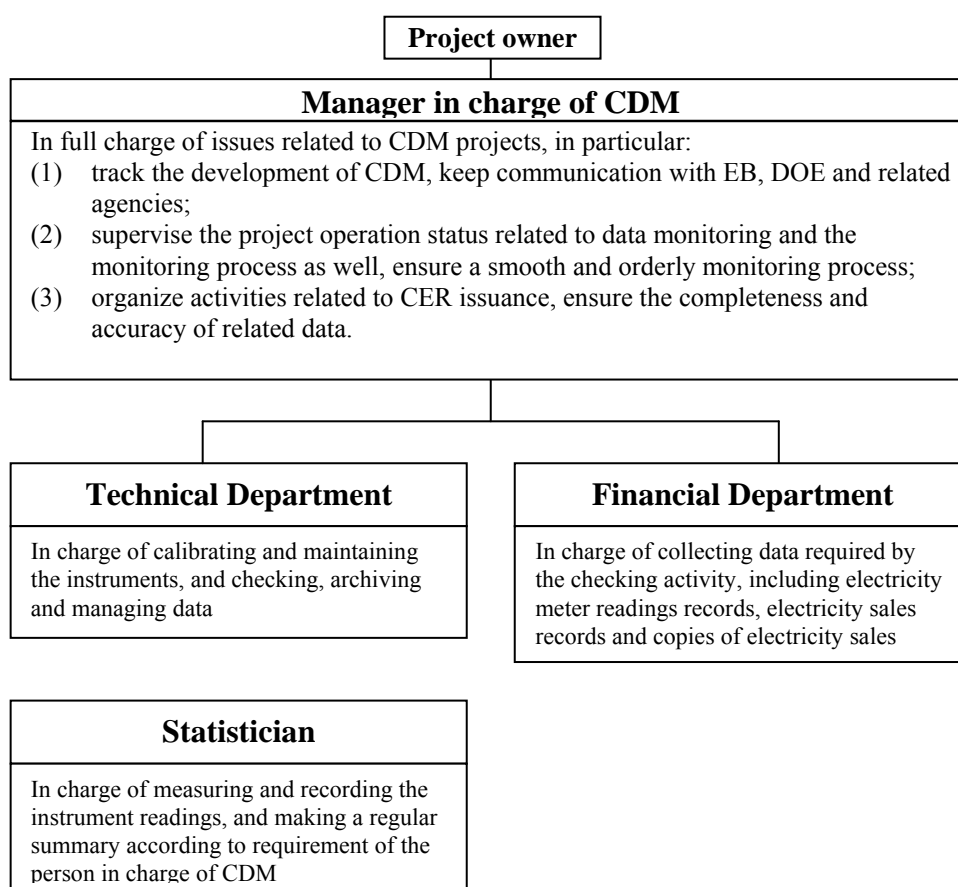 Project owner
Manager in charge of CDM
In full charge of issues related to CDM projects, in particular:
(1) track the development of CDM, keep communication with EB, DOE and related
agencies;
(2) supervise the project operation status related to data monitoring and the
monitoring process as well, ensure a smooth and orderly monitoring process;
(3) organize activities related to CER issuance, ensure the completeness and
accuracy of related data.
Technical Department
In charge of calibrating and maintaining
the instruments, and checking, archiving
and managing data
Financial Department
In charge of collecting data required by
the checking activity, including electricity
meter readings records, electricity sales
records and copies of electricity sales
Statistician
In charge of measuring and recording the
instrument readings, and making a regular
summary according to requirement of the
person in charge of CDM